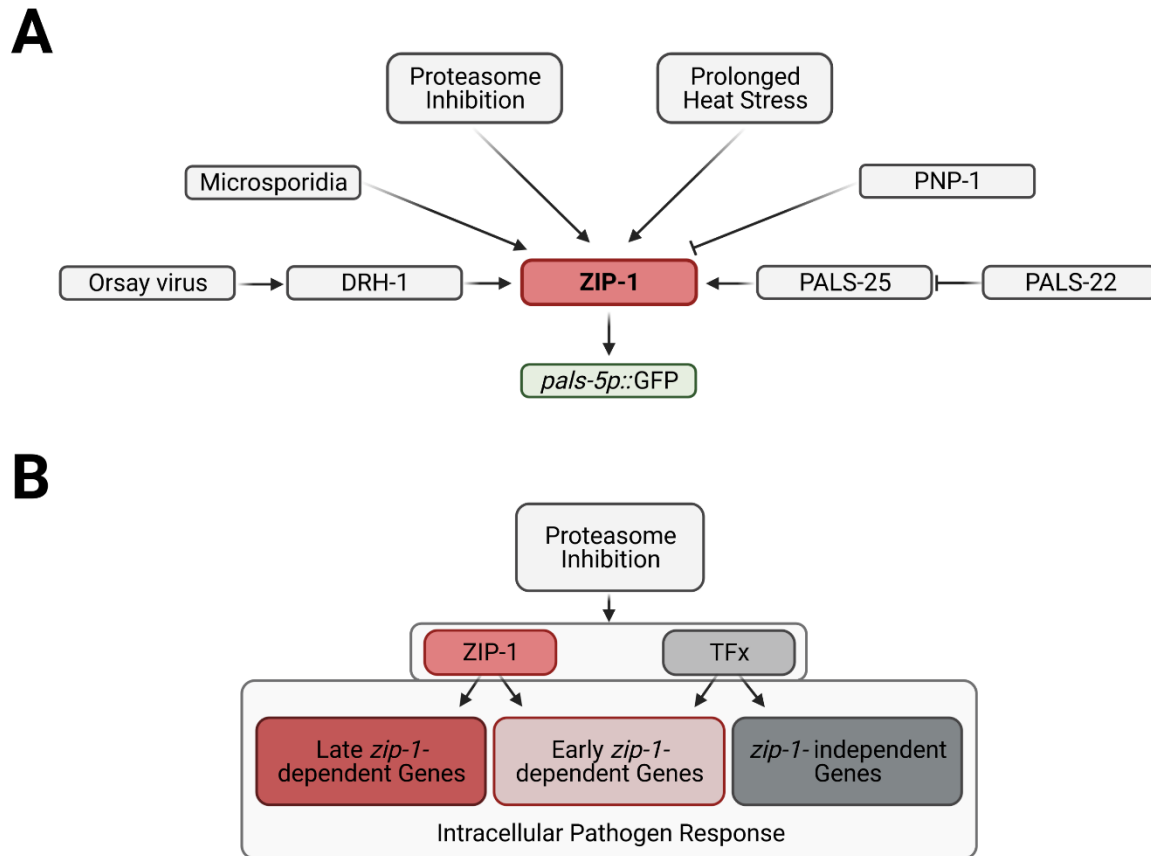 A
Proteasome
Inhibition
Prolonged
Heat Stress
Microsporidia
PNP-1
Orsay virus
DRH-1
ZIP-1
PALS-25
PALS-22
pals-5p::GFP
B
Proteasome
Inhibition
ZIP-1
TFx
Late zip-1-
dependent Genes
Early zip-1-
dependent Genes
zip-1- independent
Genes
Intracellular Pathogen Response